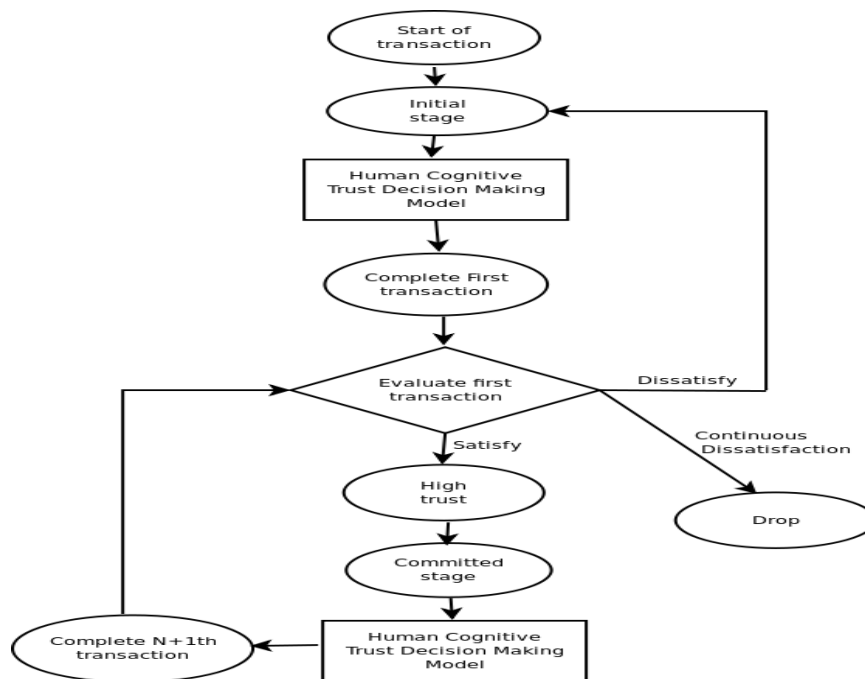 Start of
transaction
Initial
stage
Human Cognitive
Trust Decision Making
Model
Complete First
transaction
Evaluate first
transaction
Dissatisfy
Continuous
Dissatisfaction
Satisfy
High
trust
Drop
Committed
stage
Human Cognitive
Trust Decision Making
Model
Complete N+1th
transaction